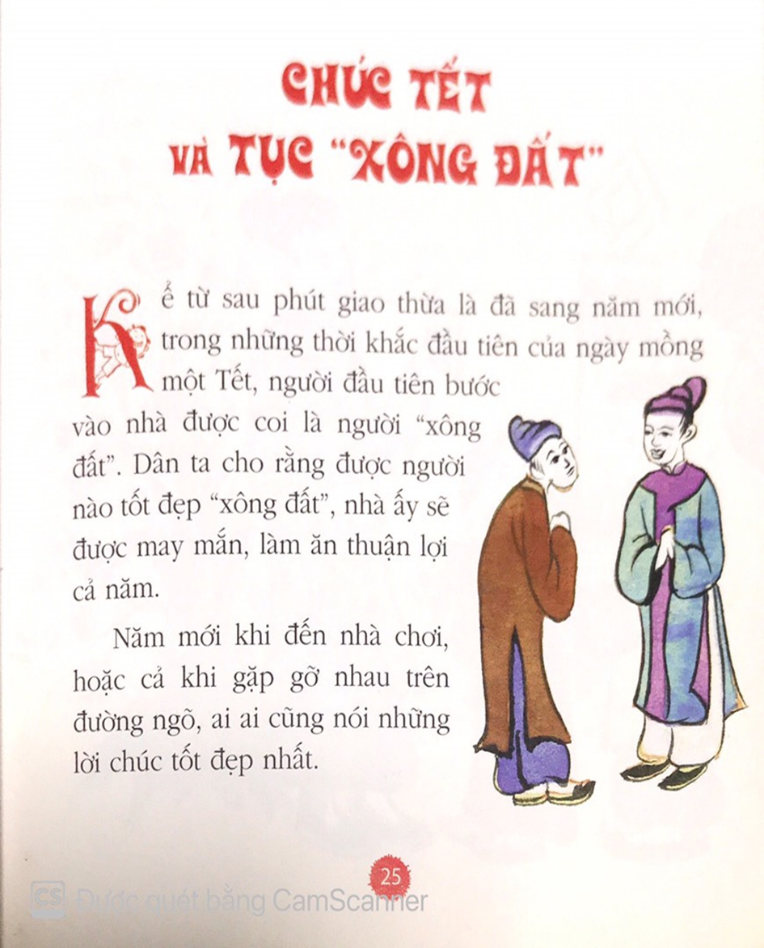 CHÚC TẾT
VÀ TỤC “XÔNG ĐẤT”
Kể từ sau phút giao thừa là đã sang năm mới,
trong những thời khắc đầu tiên của ngày mồng
một Tết, người đầu tiên bước
vào nhà được coi là người “xông
đất”. Dân ta cho rằng được người
nào tốt đẹp “xông đất”, nhà ấy sẽ
được may mắn, làm ăn thuận lợi
cả năm.
Năm mới khi đến nhà chơi,
hoặc cả khi gặp gỡ nhau trên
đường ngõ, ai ai cũng nói những
lời chúc tốt đẹp nhất.
25
CS Được quét bằng CamScanner